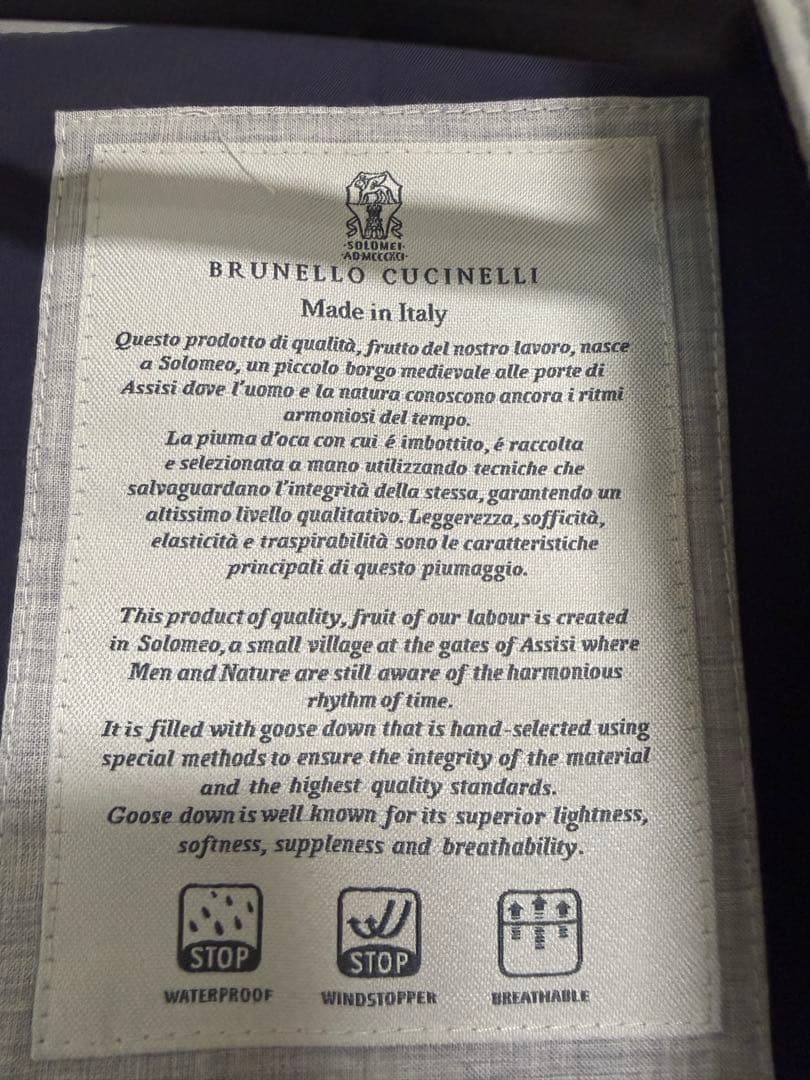 ·SOLOMEI·
·AD·MCCCXCI·
BRUNELLO CUCINELLI
Made in Italy
Questo prodotto di qualità, frutto del nostro lavoro, nasce
a Solomeo, un piccolo borgo medievale alle porte di
Assisi dove l'uomo e la natura conoscono ancora i ritmi
armoniosi del tempo.
La piuma d'oca con cui é imbottito, é raccolta
e selezionata a mano utilizzando tecniche che
salvaguardano l'integrità della stessa, garantendo un
altissimo livello qualitativo. Leggerezza, sofficità,
elasticità e traspirabilità sono le caratteristiche
principali di questo piumaggio.
This product of quality, fruit of our labour is created
in Solomeo, a small village at the gates of Assisi where
Men and Nature are still aware of the harmonious
rhythm of time.
It is filled with goose down that is hand-selected using
special methods to ensure the integrity of the material
and the highest quality standards.
Goose down is well known for its superior lightness,
softness, suppleness and breathability.
STOP STOP
WATERPROOF WINDSTOPPER BREATHABLE